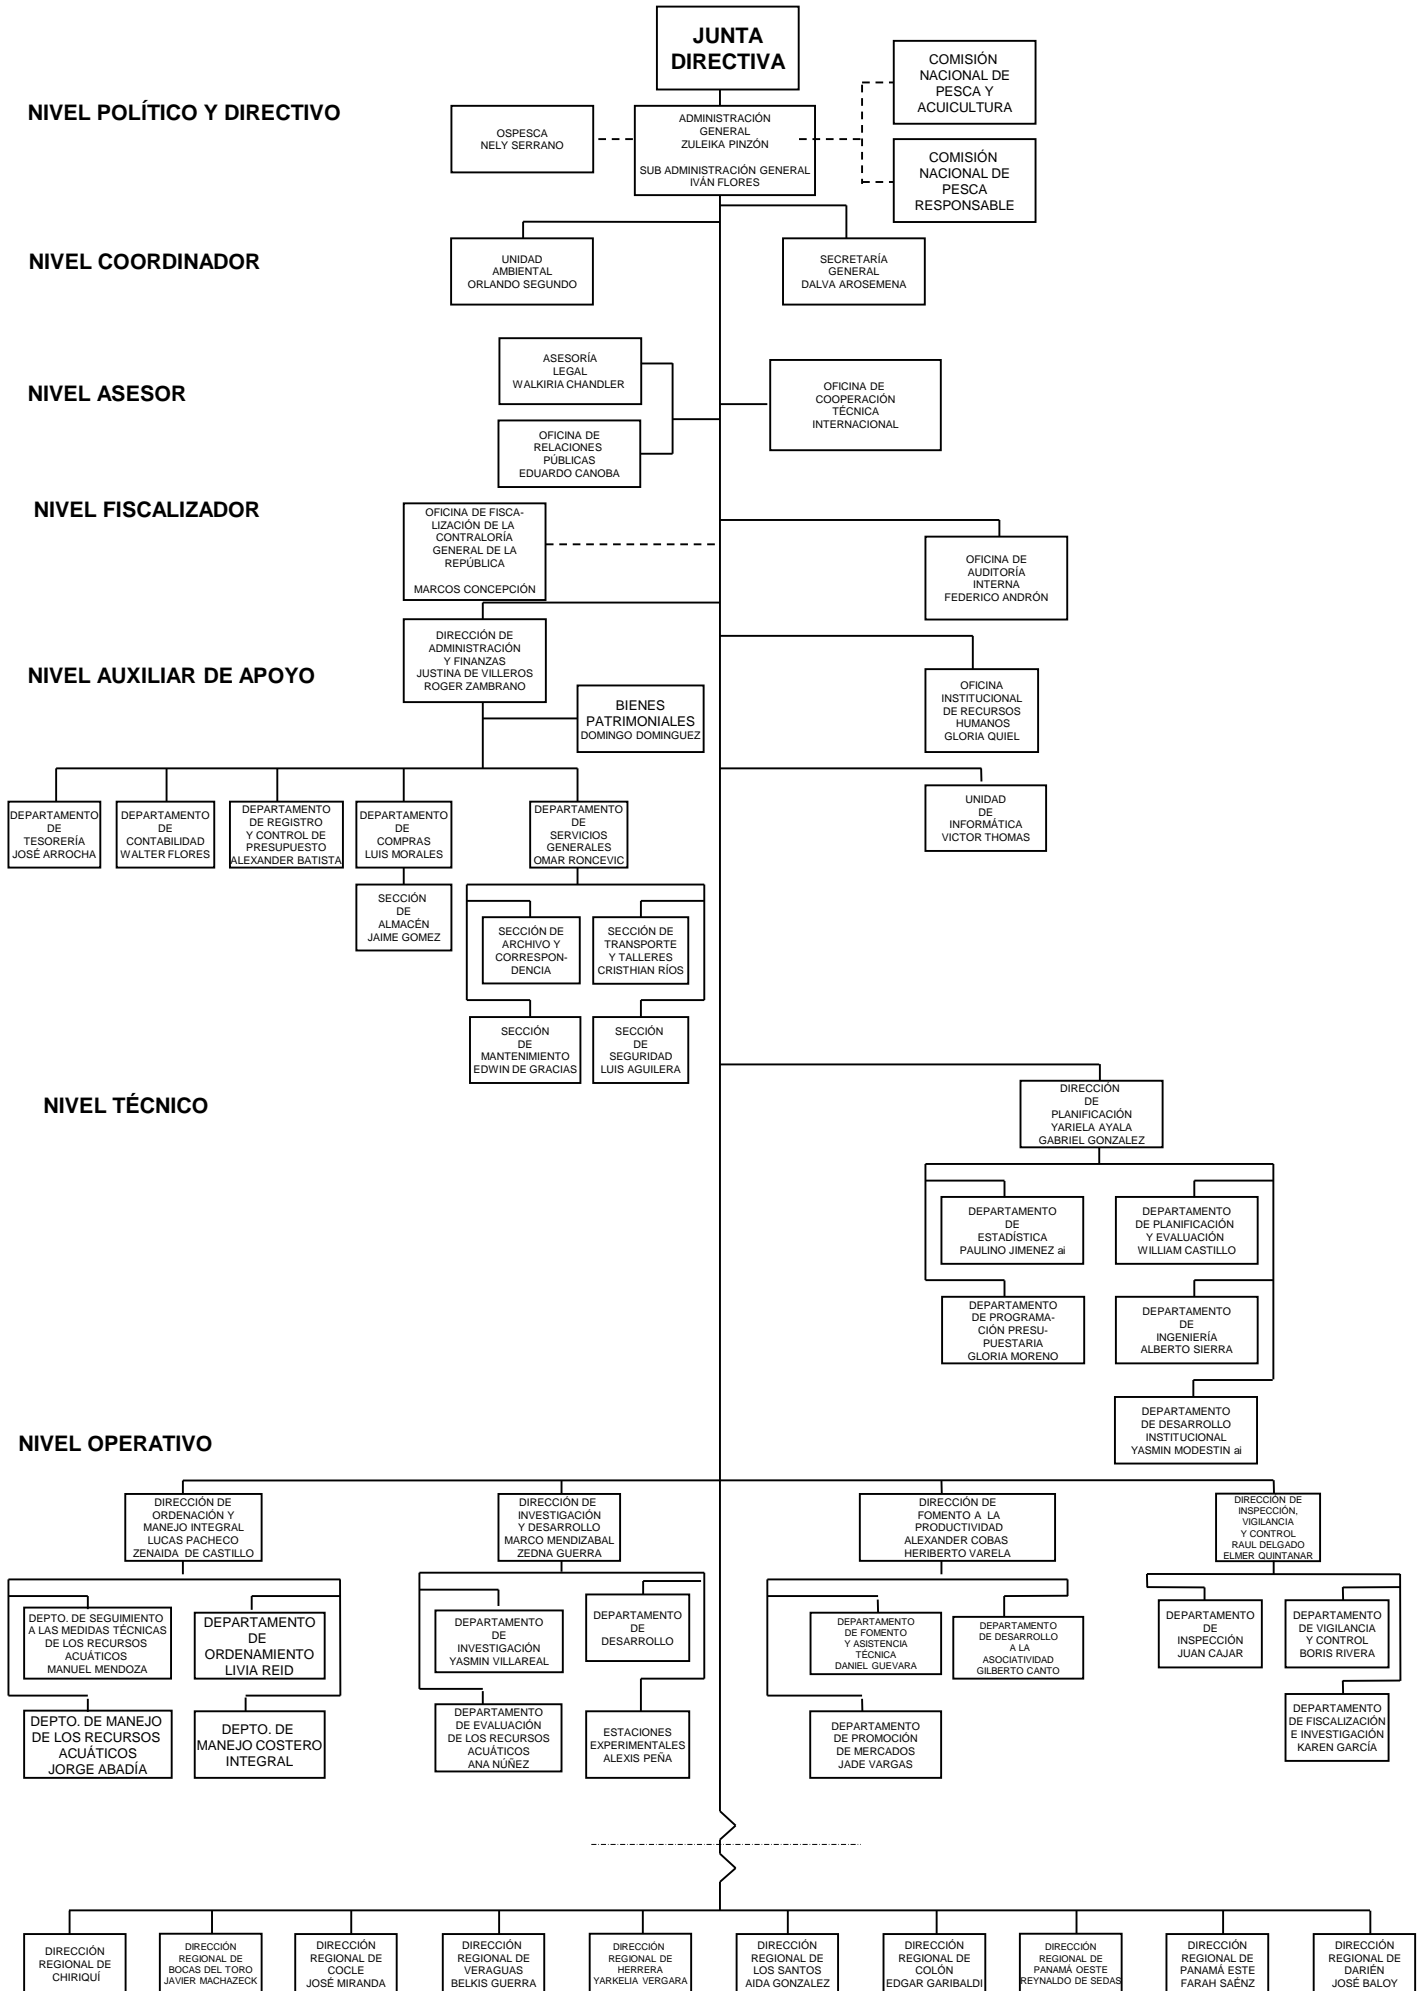 JUNTA
DIRECTIVA
COMISIÓN
NACIONAL DE
PESCA Y
ACUICULTURA
NIVEL POLÍTICO Y DIRECTIVO
OSPESCA
NELY SERRANO
ADMINISTRACIÓN
GENERAL
ZULEIKA PINZÓN
SUB ADMINISTRACIÓN GENERAL
IVÁN FLORES
COMISIÓN
NACIONAL DE
PESCA
RESPONSABLE
NIVEL COORDINADOR
UNIDAD
AMBIENTAL
ORLANDO SEGUNDO
SECRETARÍA
GENERAL
DALVA AROSEMENA
NIVEL ASESOR
ASESORÍA
LEGAL
WALKIRIA CHANDLER
OFICINA DE
COOPERACIÓN
TÉCNICA
INTERNACIONAL
OFICINA DE
RELACIONES
PÚBLICAS
EDUARDO CANOBA
NIVEL FISCALIZADOR
OFICINA DE FISCA-
LIZACIÓN DE LA
CONTRALORÍA
GENERAL DE LA
REPÚBLICA
MARCOS CONCEPCIÓN
OFICINA DE
AUDITORÍA
INTERNA
FEDERICO ANDRÓN
NIVEL AUXILIAR DE APOYO
DIRECCIÓN DE
ADMINISTRACIÓN
Y FINANZAS
JUSTINA DE VILLEROS
ROGER ZAMBRANO
BIENES
PATRIMONIALES
DOMINGO DOMINGUEZ
OFICINA
INSTITUCIONAL
DE RECURSOS
HUMANOS
GLORIA QUIEL
DEPARTAMENTO
DE
TESORERÍA
JOSÉ ARROCHA
DEPARTAMENTO
DE
CONTABILIDAD
WALTER FLORES
DEPARTAMENTO
DE REGISTRO
Y CONTROL DE
PRESUPUESTO
ALEXANDER BATISTA
DEPARTAMENTO
DE
COMPRAS
LUIS MORALES
DEPARTAMENTO
DE
SERVICIOS
GENERALES
OMAR RONCEVIC
UNIDAD
DE
INFORMÁTICA
VICTOR THOMAS
SECCIÓN
DE
ALMACÉN
JAIME GOMEZ
SECCIÓN DE
ARCHIVO Y
CORRESPON-
DENCIA
SECCIÓN DE
TRANSPORTE
Y TALLERES
CRISTHIAN RÍOS
SECCIÓN
DE
MANTENIMIENTO
EDWIN DE GRACIAS
SECCIÓN
DE
SEGURIDAD
LUIS AGUILERA
NIVEL TÉCNICO
DIRECCIÓN
DE
PLANIFICACIÓN
YARIELA AYALA
GABRIEL GONZALEZ
DEPARTAMENTO
DE
ESTADÍSTICA
PAULINO JIMENEZ ai
DEPARTAMENTO
DE PLANIFICACIÓN
Y EVALUACIÓN
WILLIAM CASTILLO
DEPARTAMENTO
DE PROGRAMA-
CIÓN PRESU-
PUESTARIA
GLORIA MORENO
DEPARTAMENTO
DE
INGENIERÍA
ALBERTO SIERRA
DEPARTAMENTO
DE DESARROLLO
INSTITUCIONAL
YASMIN MODESTIN ai
NIVEL OPERATIVO
DIRECCIÓN DE
ORDENACIÓN Y
MANEJO INTEGRAL
LUCAS PACHECO
ZENAIDA DE CASTILLO
DIRECCIÓN DE
INVESTIGACIÓN
Y DESARROLLO
MARCO MENDIZABAL
ZEDNA GUERRA
DIRECCIÓN DE
FOMENTO A LA
PRODUCTIVIDAD
ALEXANDER COBAS
HERIBERTO VARELA
DIRECCIÓN DE
INSPECCIÓN,
VIGILANCIA
Y CONTROL
RAUL DELGADO
ELMER QUINTANAR
DEPTO. DE SEGUIMIENTO
A LAS MEDIDAS TÉCNICAS
DE LOS RECURSOS
ACUÁTICOS
MANUEL MENDOZA
DEPARTAMENTO
DE
ORDENAMIENTO
LIVIA REID
DEPARTAMENTO
DE
INVESTIGACIÓN
YASMIN VILLAREAL
DEPARTAMENTO
DE
DESARROLLO
DEPARTAMENTO
DE FOMENTO
Y ASISTENCIA
TÉCNICA
DANIEL GUEVARA
DEPARTAMENTO
DE DESARROLLO
A LA
ASOCIATIVIDAD
GILBERTO CANTO
DEPARTAMENTO
DE
INSPECCIÓN
JUAN CAJAR
DEPARTAMENTO
DE VIGILANCIA
Y CONTROL
BORIS RIVERA
DEPTO. DE MANEJO
DE LOS RECURSOS
ACUÁTICOS
JORGE ABADÍA
DEPTO. DE
MANEJO COSTERO
INTEGRAL
DEPARTAMENTO
DE EVALUACIÓN
DE LOS RECURSOS
ACUÁTICOS
ANA NÚÑEZ
ESTACIONES
EXPERIMENTALES
ALEXIS PEÑA
DEPARTAMENTO
DE PROMOCIÓN
DE MERCADOS
JADE VARGAS
DEPARTAMENTO
DE FISCALIZACIÓN
E INVESTIGACIÓN
KAREN GARCÍA
DIRECCIÓN
REGIONAL DE
CHIRIQUÍ
DIRECCIÓN
REGIONAL DE
BOCAS DEL TORO
JAVIER MACHAZECK
DIRECCIÓN
REGIONAL DE
COCLE
JOSÉ MIRANDA
DIRECCIÓN
REGIONAL DE
VERAGUAS
BELKIS GUERRA
DIRECCIÓN
REGIONAL DE
HERRERA
YARKELIA VERGARA
DIRECCIÓN
REGIONAL DE
LOS SANTOS
AIDA GONZALEZ
DIRECCIÓN
REGIONAL DE
COLÓN
EDGAR GARIBALDI
DIRECCIÓN
REGIONAL DE
PANAMÁ OESTE
REYNALDO DE SEDAS
DIRECCIÓN
REGIONAL DE
PANAMÁ ESTE
FARAH SAÉNZ
DIRECCIÓN
REGIONAL DE
DARIÉN
JOSÉ BALOY